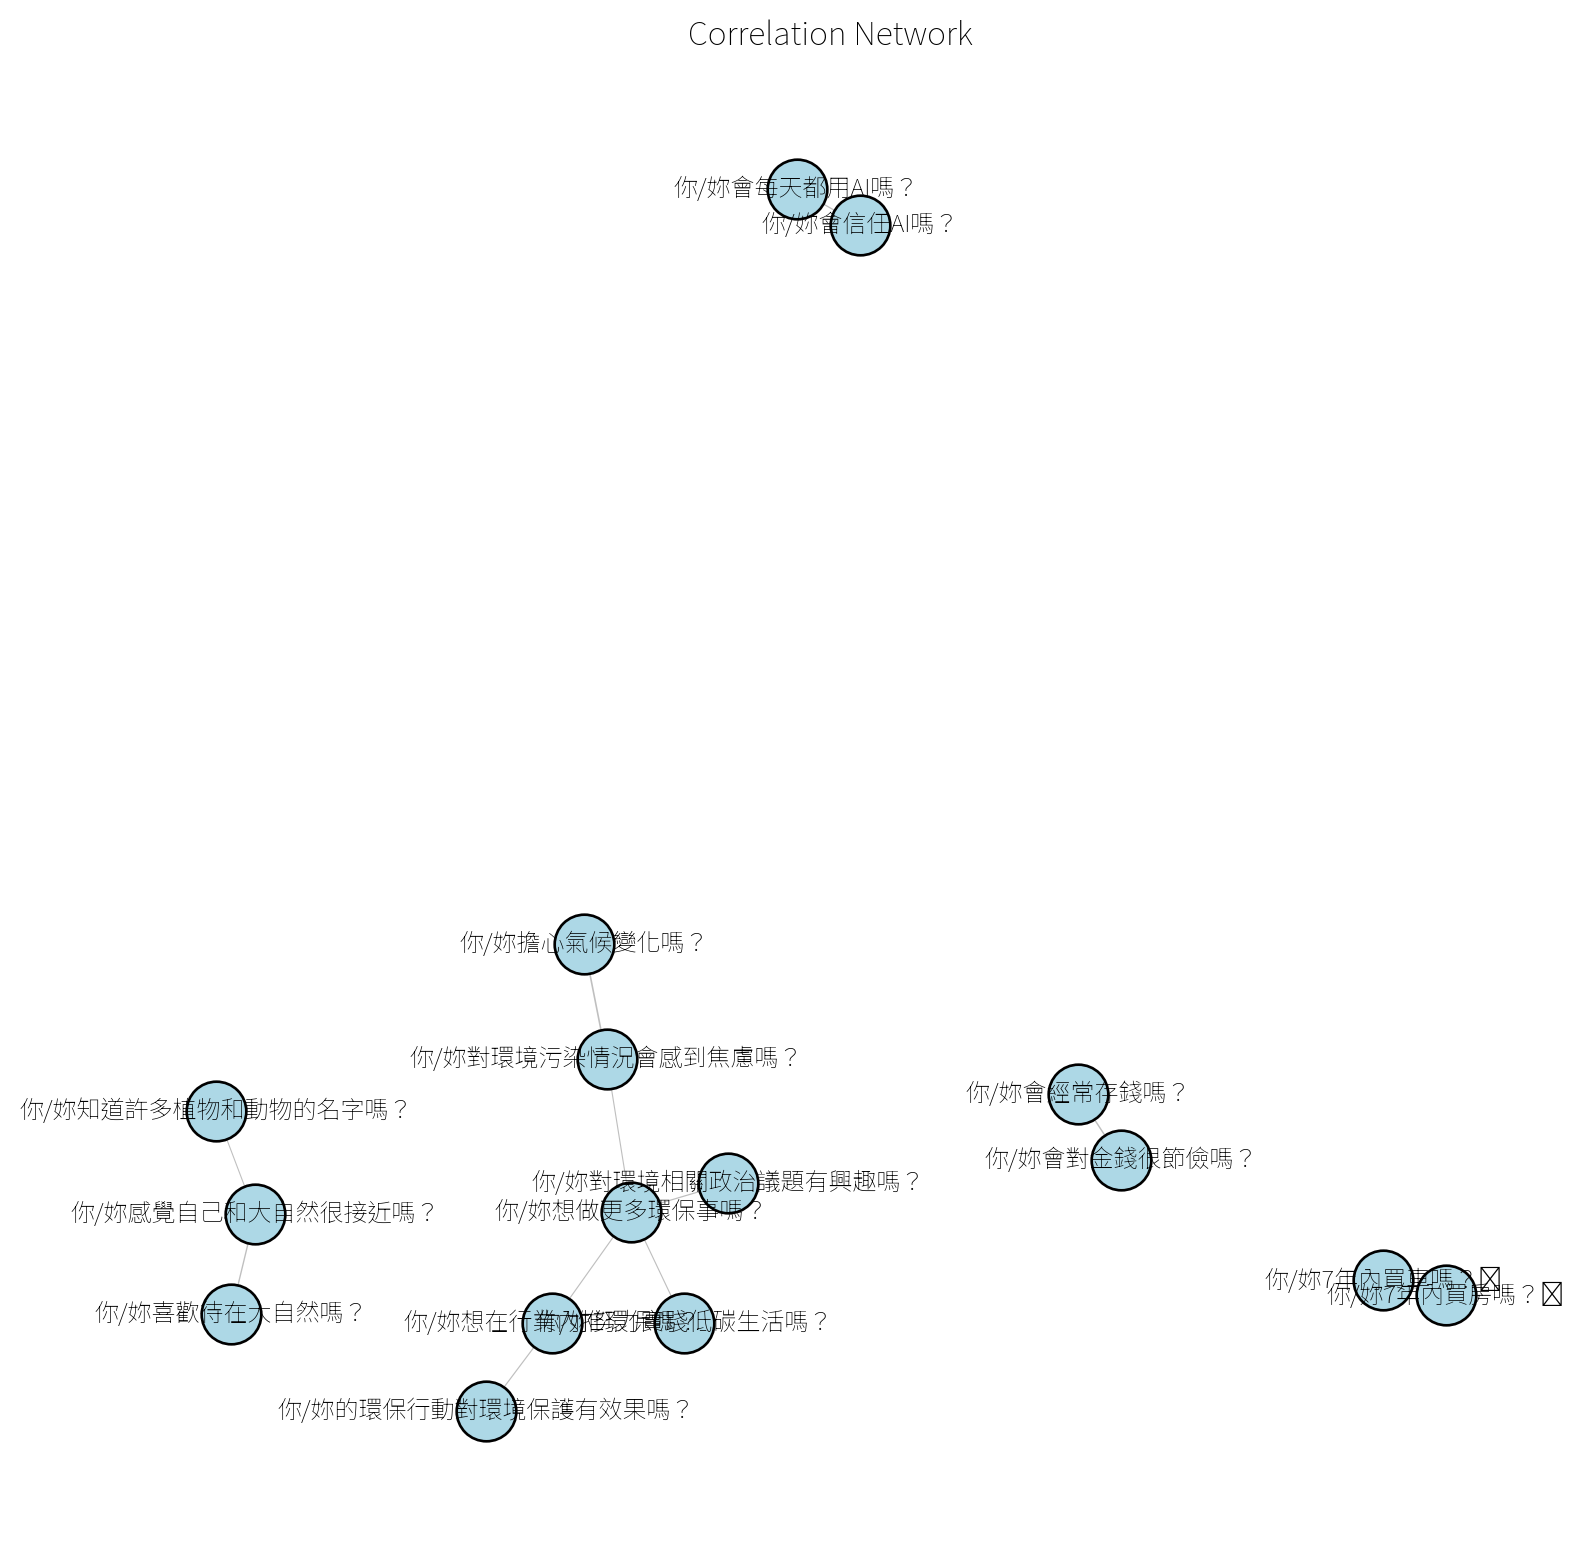 Correlation Network
你/妳會每天都用AI嗎？
你/妳會信任AI嗎？
你/妳擔心氣候變化嗎？
你/妳對環境污染情況會感到焦慮嗎？
你/妳會經常存錢嗎？
你/妳知道許多植物和動物的名字嗎？
你/妳會對金錢很節儉嗎？
你/妳對環境相關政治議題有興趣嗎？
你/妳想做更多環保事嗎？
你/妳感覺自己和大自然很接近嗎？
你/妳7年內買車嗎？
你/妳7年內買房嗎？
你/妳喜歡待在大自然嗎？
你/妳想在行業內推環保嗎？
低碳生活嗎？
你/妳的環保行動對環境保護有效果嗎？